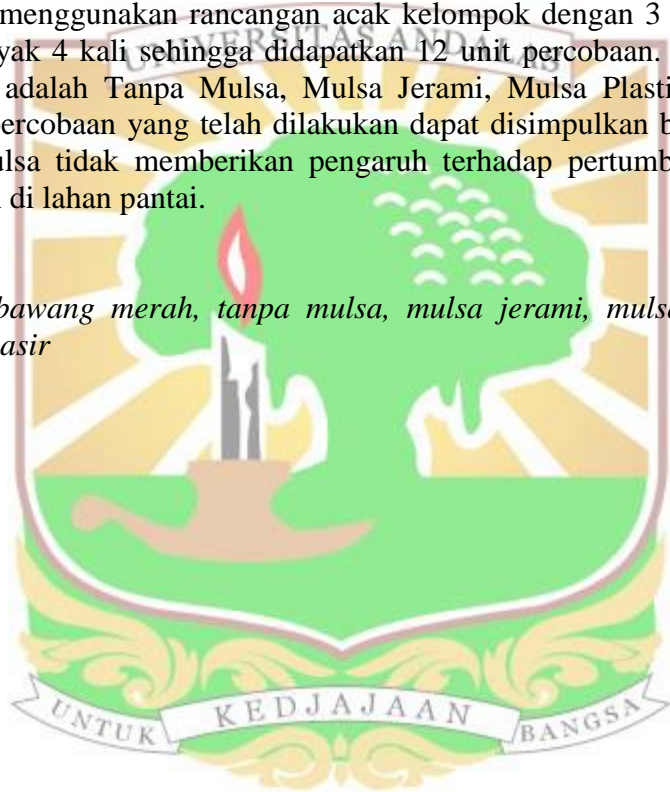 menggunakan rancangan acak kelompok dengan 3
yak 4 kali sehingga didapatkan 12 unit percobaan.
UNIVERSITAS ANDALAS
adalah Tanpa Mulsa, Mulsa Jerami, Mulsa Plasti
percobaan yang telah dilakukan dapat disimpulkan b
ulsa tidak memberikan pengaruh terhadap pertumb
di lahan pantai.
bawang merah, tanpa mulsa, mulsa jerami, mulsa
asir
UNTUK KEDJAJAAN BANGSA